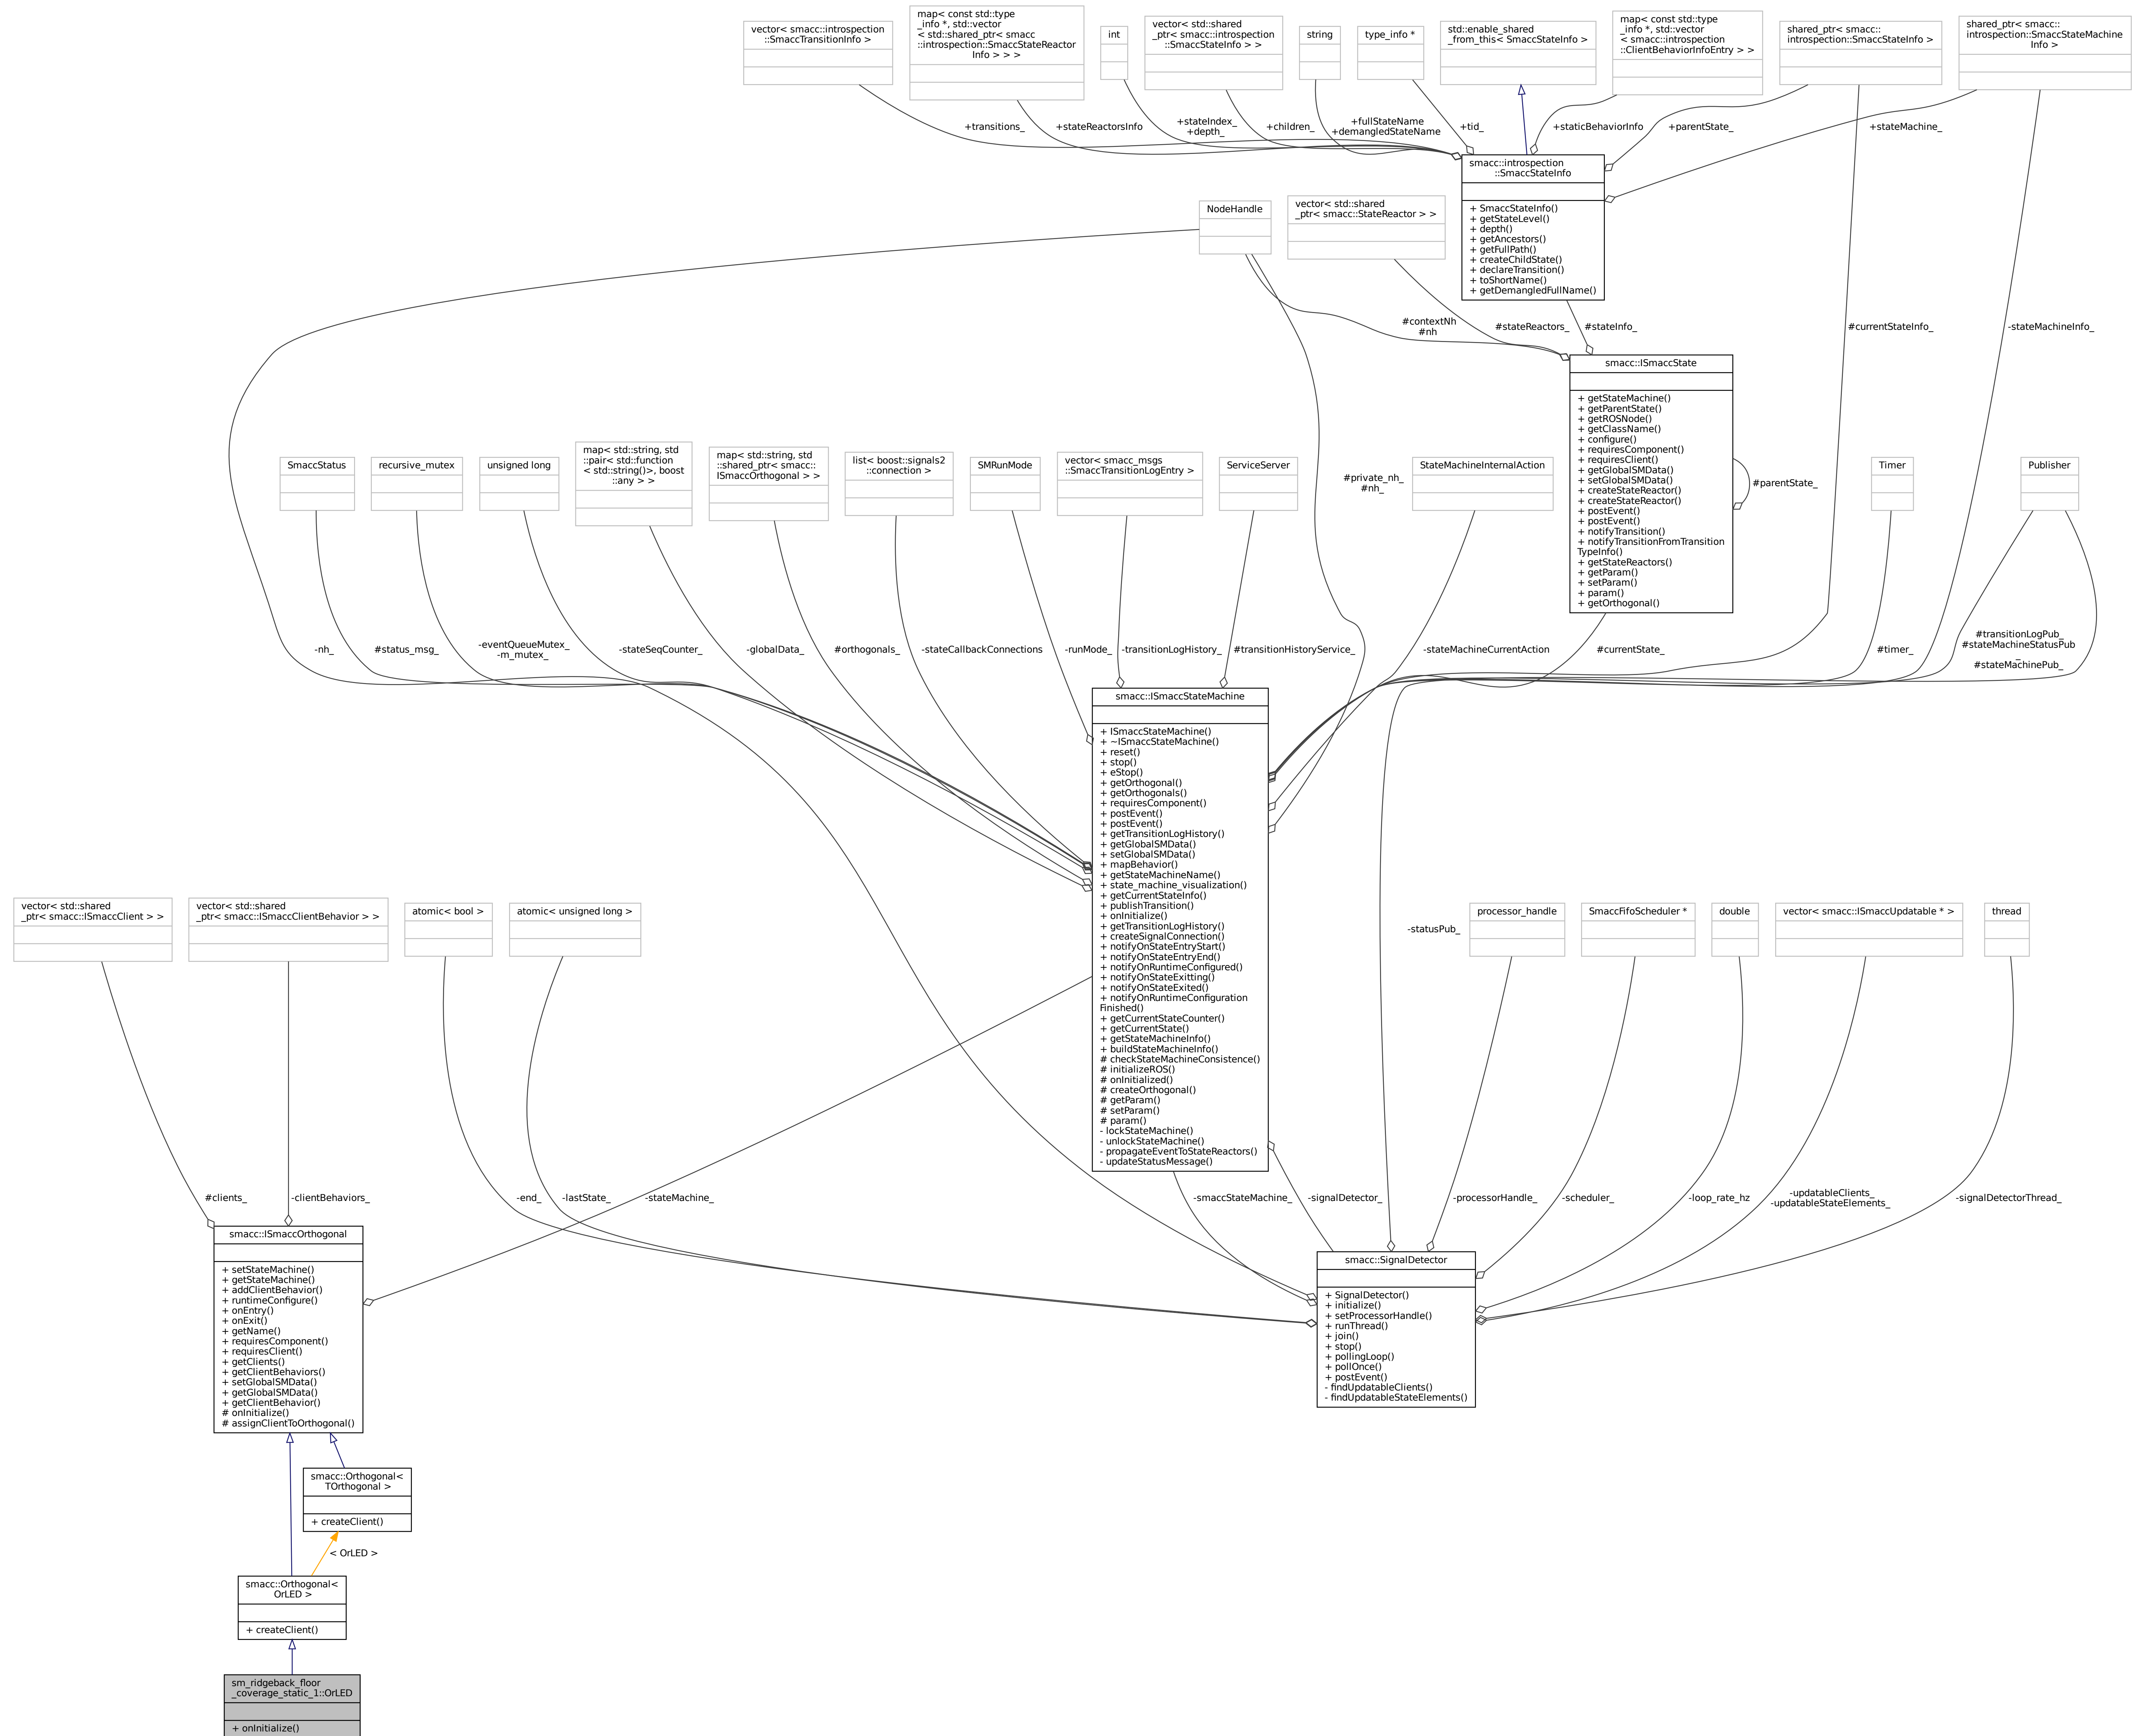 vector< smacc::introspection
::SmaccTransitionInfo >
map< const std::type
_info *, std::vector
< std::shared_ptr< smacc
::introspection::SmaccStateReactor
Info > > >
int
vector< std::shared
_ptr< smacc::introspection
::SmaccStateInfo > >
string
type_info *
std::enable_shared
_from_this< SmaccStateInfo >
map< const std::type
_info *, std::vector
< smacc::introspection
::ClientBehaviorInfoEntry > >
shared_ptr< smacc::
introspection::SmaccStateInfo >
shared_ptr< smacc::
introspection::SmaccStateMachine
Info >
+transitions_
+stateReactorsInfo
+stateIndex_
+depth_
+children_
+fullStateName
+demangledStateName
+tid_
+staticBehaviorInfo
+parentState_
+stateMachine_
smacc::introspection
::SmaccStateInfo
+ SmaccStateInfo()
+ getStateLevel()
+ depth()
+ getAncestors()
+ getFullPath()
+ createChildState()
+ declareTransition()
+ toShortName()
+ getDemangledFullName()
NodeHandle
vector< std::shared
_ptr< smacc::StateReactor > >
#contextNh
#nh
#stateReactors_
#stateInfo_
#currentStateInfo_
-stateMachineInfo_
smacc::ISmaccState
+ getStateMachine()
+ getParentState()
+ getROSNode()
+ getClassName()
+ configure()
+ requiresComponent()
+ requiresClient()
+ getGlobalSMData()
+ setGlobalSMData()
+ createStateReactor()
+ createStateReactor()
+ postEvent()
+ postEvent()
+ notifyTransition()
+ notifyTransitionFromTransition
TypeInfo()
+ getStateReactors()
+ getParam()
+ setParam()
+ param()
+ getOrthogonal()
#parentState_
SmaccStatus
recursive_mutex
unsigned long
map< std::string, std
::pair< std::function
< std::string()>, boost
::any > >
map< std::string, std
::shared_ptr< smacc::
ISmaccOrthogonal > >
list< boost::signals2
::connection >
SMRunMode
vector< smacc_msgs
::SmaccTransitionLogEntry >
ServiceServer
#private_nh_
#nh_
StateMachineInternalAction
Timer
Publisher
-nh_
#status_msg_
-eventQueueMutex_
-m_mutex_
-stateSeqCounter_
-globalData_
#orthogonals_
-stateCallbackConnections
-runMode_
-transitionLogHistory_
#transitionHistoryService_
-stateMachineCurrentAction
#currentState_
#timer_
#transitionLogPub_
#stateMachineStatusPub
_
#stateMachinePub_
smacc::ISmaccStateMachine
+ ISmaccStateMachine()
+ ~ISmaccStateMachine()
+ reset()
+ stop()
+ eStop()
+ getOrthogonal()
+ getOrthogonals()
+ requiresComponent()
+ postEvent()
+ postEvent()
+ getTransitionLogHistory()
+ getGlobalSMData()
+ setGlobalSMData()
+ mapBehavior()
+ getStateMachineName()
+ state_machine_visualization()
+ getCurrentStateInfo()
+ publishTransition()
+ onInitialize()
+ getTransitionLogHistory()
+ createSignalConnection()
+ notifyOnStateEntryStart()
+ notifyOnStateEntryEnd()
+ notifyOnRuntimeConfigured()
+ notifyOnStateExitting()
+ notifyOnStateExited()
+ notifyOnRuntimeConfiguration
Finished()
+ getCurrentStateCounter()
+ getCurrentState()
+ getStateMachineInfo()
+ buildStateMachineInfo()
# checkStateMachineConsistence()
# initializeROS()
# onInitialized()
# createOrthogonal()
# getParam()
# setParam()
# param()
- lockStateMachine()
- unlockStateMachine()
- propagateEventToStateReactors()
- updateStatusMessage()
vector< std::shared
_ptr< smacc::ISmaccClient > >
vector< std::shared
_ptr< smacc::ISmaccClientBehavior > >
atomic< bool >
atomic< unsigned long >
-statusPub_
processor_handle
SmaccFifoScheduler *
double
vector< smacc::ISmaccUpdatable * >
thread
#clients_
-clientBehaviors_
-end_
-lastState_
-stateMachine_
-smaccStateMachine_
-signalDetector_
-processorHandle_
-scheduler_
-loop_rate_hz
-updatableClients_
-updatableStateElements_
-signalDetectorThread_
smacc::ISmaccOrthogonal
+ setStateMachine()
+ getStateMachine()
+ addClientBehavior()
+ runtimeConfigure()
+ onEntry()
+ onExit()
+ getName()
+ requiresComponent()
+ requiresClient()
+ getClients()
+ getClientBehaviors()
+ setGlobalSMData()
+ getGlobalSMData()
+ getClientBehavior()
# onInitialize()
# assignClientToOrthogonal()
smacc::SignalDetector
+ SignalDetector()
+ initialize()
+ setProcessorHandle()
+ runThread()
+ join()
+ stop()
+ pollingLoop()
+ pollOnce()
+ postEvent()
- findUpdatableClients()
- findUpdatableStateElements()
smacc::Orthogonal<
TOrthogonal >
+ createClient()
< OrLED >
smacc::Orthogonal<
OrLED >
+ createClient()
sm_ridgeback_floor
_coverage_static_1::OrLED
+ onInitialize()